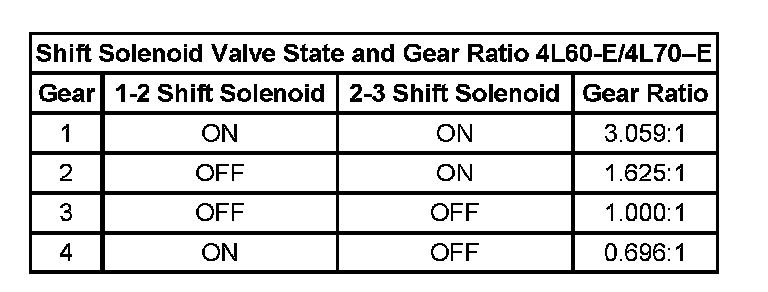 Shift Solenoid Valve State and Gear Ratio 4L60-E/4L70–E
Gear 1-2 Shift Solenoid 2-3 Shift Solenoid Gear Ratio
1 ON ON 3.059:1
2 OFF ON 1.625:1
3 OFF OFF 1.000:1
4 ON OFF 0.696:1